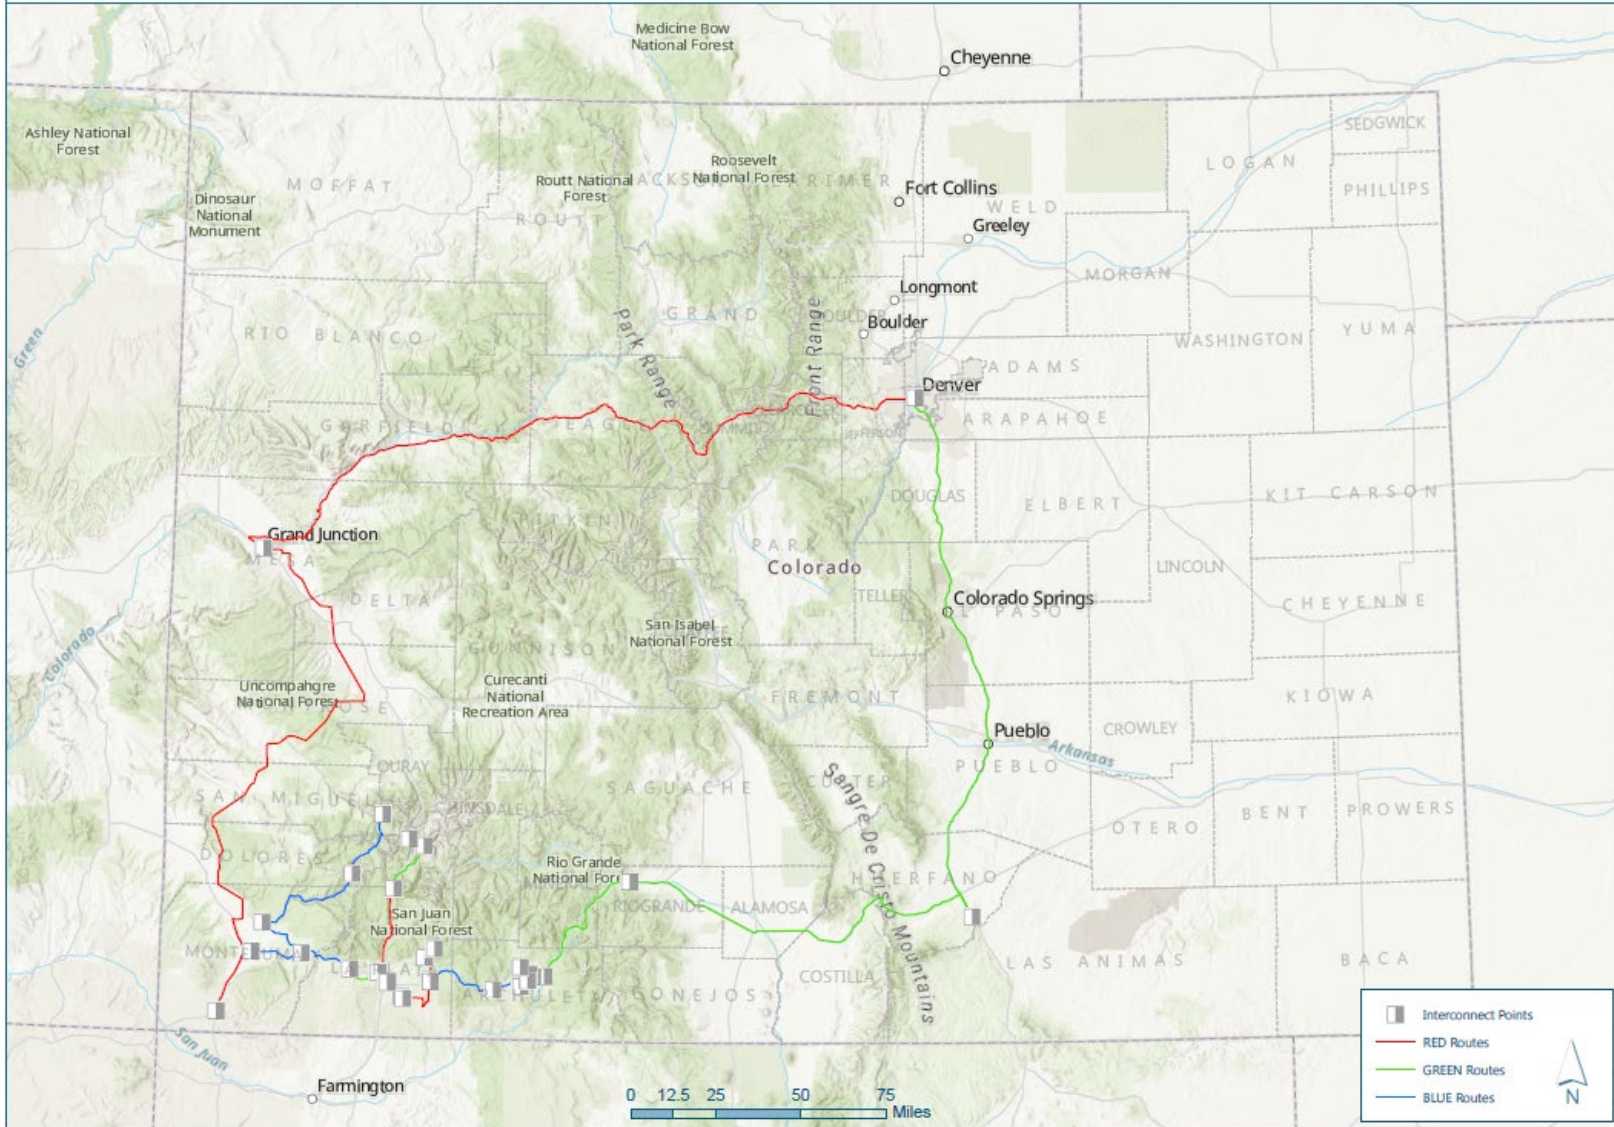 Medicine Bow
National Forest
Cheyenne
Ashley National
Forest
SEDGWICK
LOGAN
Roosevelt
National Forest
Routt National
Forest
JACKSON
LARIMER
MOFFAT
PHILLIPS
Dinosaur
National
Monument
Fort Collins
WELD
ROUTT
Greeley
MORGAN
Longmont
GRAND
BOULDER
Boulder
Park Range
Front Range
RIO BLANCO
YUMA
WASHINGTON
Green
ADAMS
Denver
ARAPAHOE
GARFIELD
EAGLE
JEFFERSON
DOUGLAS
ELBERT
KIT CARSON
PITKIN
Grand Junction
MESA
PARK
Colorado
LINCOLN
DELTA
TELLER
Colorado Springs
EL PASO
CHEYENNE
San Isabel
National Forest
GUNNISON
Colorado
Curecanti
National
Recreation Area
Uncompahgre
National Forest
FREMONT
KIOWA
Pueblo
CROWLEY
Arkansas
PUEBLO
OURAY
CUSTER
SAGUACHE
SAN MIGUEL
HINSDALE
Sangre De Cristo Mountains
BENT
PROWERS
OTERO
DOLORES
Rio Grande
National Fore
HUERFANO
RIOGRANDE
ALAMOSA
San Juan
National Forest
MONTEZUMA
LA PLATA
COSTILLA
LAS ANIMAS
BACA
ARCHULETA
CONEJOS
San Juan
Farmington
0 12.5 25 50 75
Miles
Interconnect Points
RED Routes
GREEN Routes
BLUE Routes
N